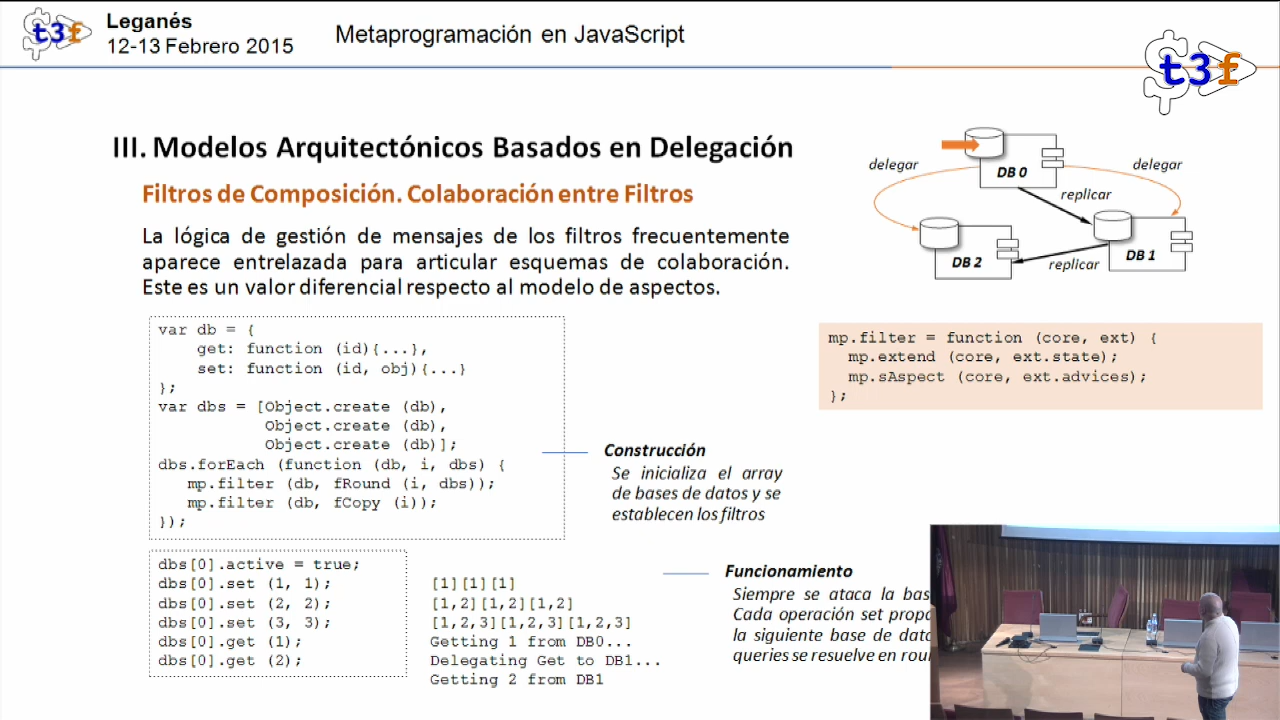 t3f
Leganés
12-13 Febrero 2015
Metaprogramación en JavaScript
t3f
III. Modelos Arquitectónicos Basados en Delegación
Filtros de Composición. Colaboración entre Filtros
La lógica de gestión de mensajes de los filtros frecuentemente
aparece entrelazada para articular esquemas de colaboración.
Este es un valor diferencial respecto al modelo de aspectos.
delegar
DB 0
delegar
replicar
DB 2
replicar
DB 1
var db = {
get: function (id){...},
set: function (id, obj){...}
};
var dbs = [Object.create (db),
Object.create (db),
Object.create (db)];
dbs.forEach (function (db, i, dbs) {
mp.filter (db, fRound (i, dbs));
mp.filter (db, fCopy (i));
});
mp.filter = function (core, ext) {
mp.extend (core, ext.state);
mp.sAspect (core, ext.advices);
};
Construcción
Se inicializa el array
de bases de datos y se
establecen los filtros
dbs[0].active = true;
dbs[0].set (1, 1);
dbs[0].set (2, 2);
dbs[0].set (3, 3);
dbs[0].get (1);
dbs[0].get (2);
[1][1][1]
[1,2][1,2][1,2]
[1,2,3][1,2,3][1,2,3]
Getting 1 from DB0...
Delegating Get to DB1...
Getting 2 from DB1
Funcionamiento
Siempre se ataca la
Cada operación set
la siguiente base de
queries se resuelve en